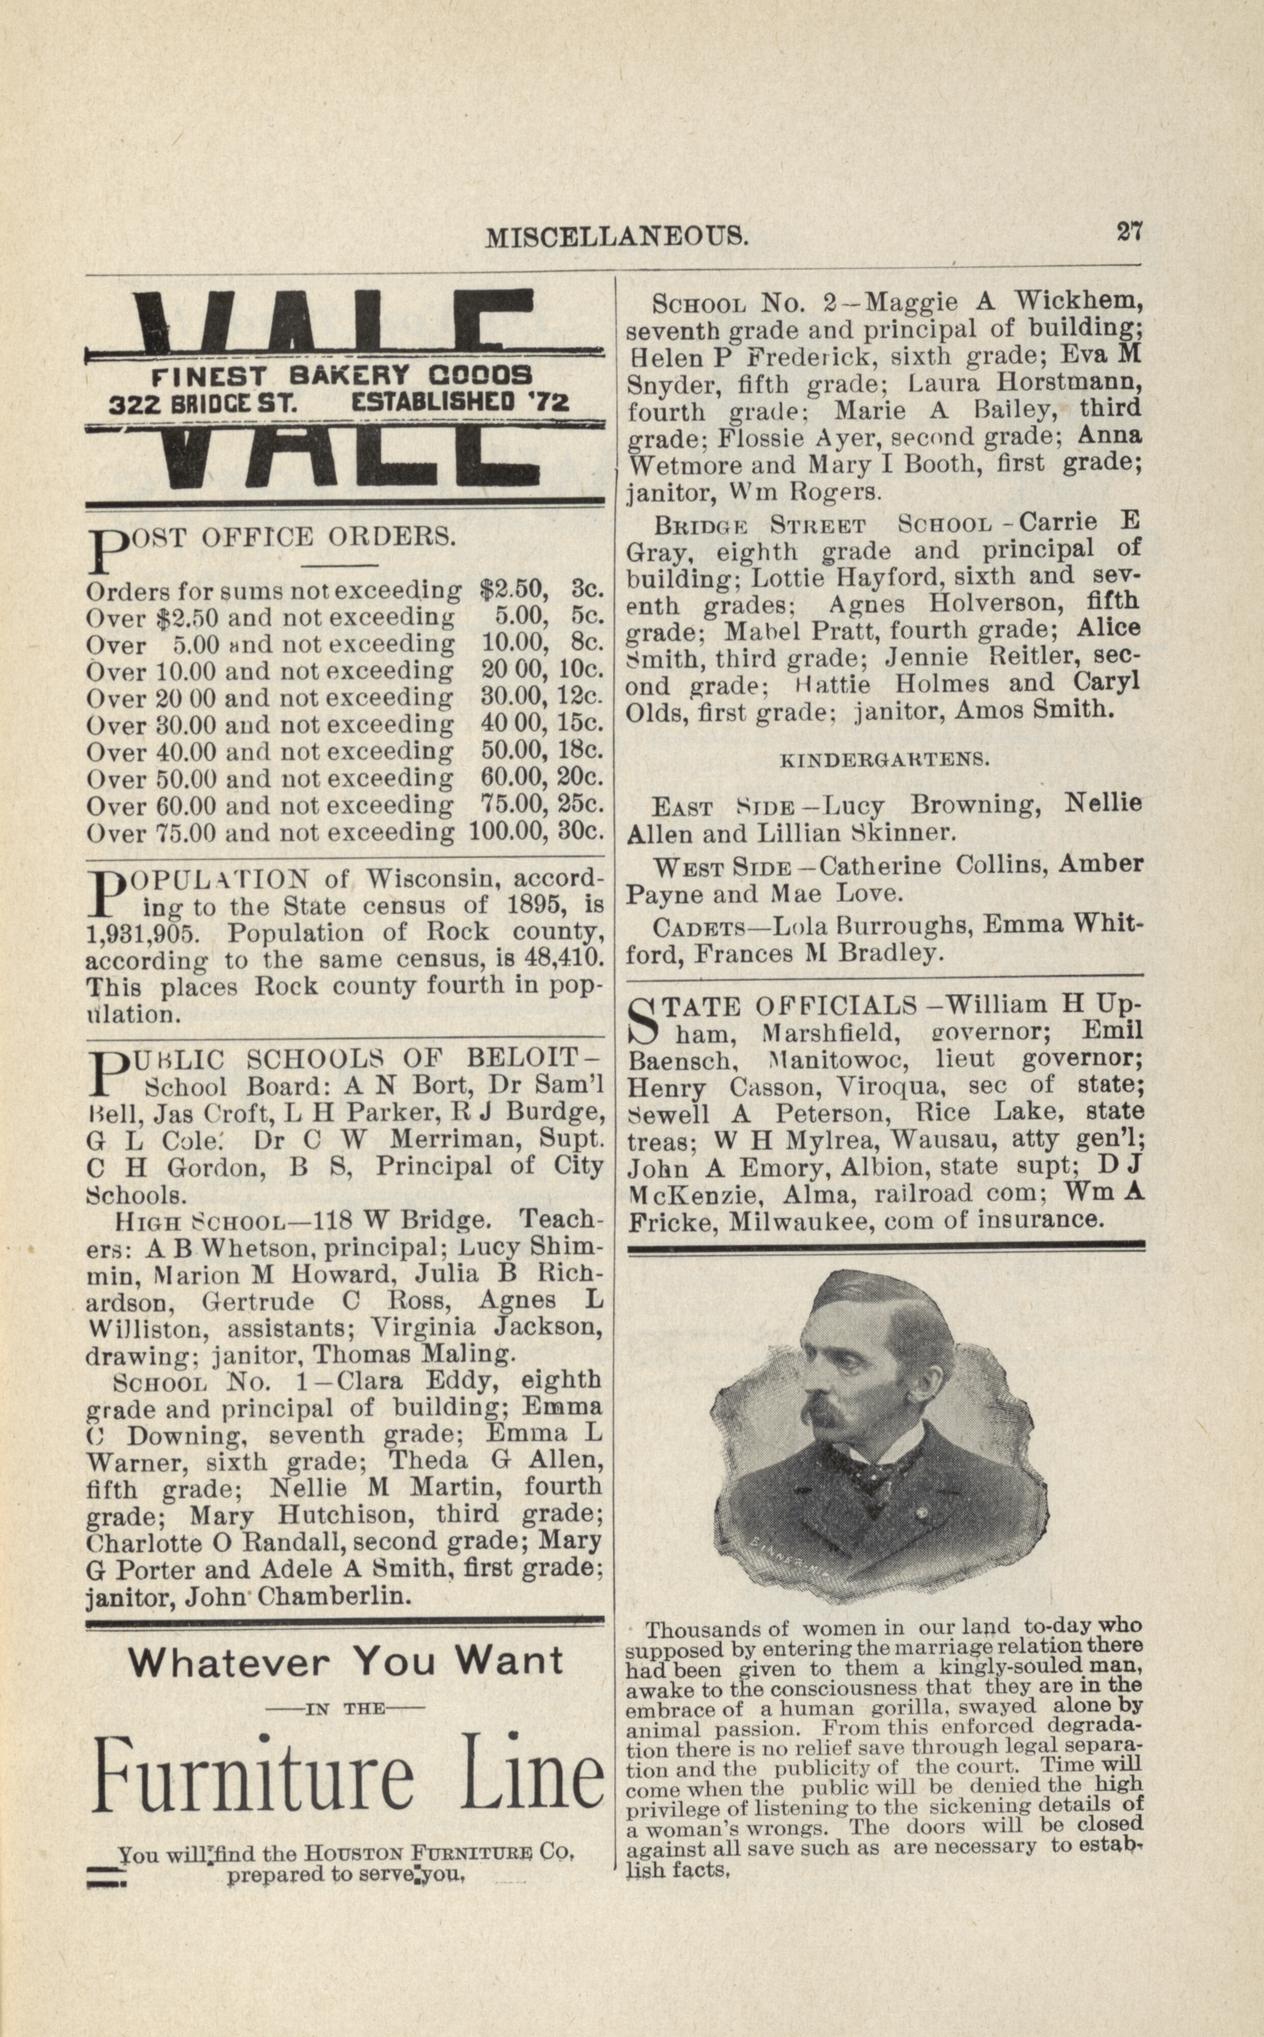 MISCELLANEOUS. 27
VALE
FINEST BAKERY GOODS
322 BRIDGE ST. ESTABLISHED '72
VALE
POST OFFICE ORDERS.
Orders for sums not exceeding $2.50, 3c.
Over $2.50 and not exceeding 5.00, 5c.
Over 5.00 and not exceeding 10.00, 8c.
Over 10.00 and not exceeding 20 00, 10c.
Over 20 00 and not exceeding 30.00, 12c.
Over 30.00 and not exceeding 40 00, 15c.
Over 40.00 and not exceeding 50.00, 18c.
Over 50.00 and not exceeding 60.00, 20c.
Over 60.00 and not exceeding 75.00, 25c.
Over 75.00 and not exceeding 100.00, 30c.
POPULATION of Wisconsin, accord-
ing to the State census of 1895, is
1,931,905. Population of Rock county,
according to the same census, is 48,410.
This places Rock county fourth in pop-
ulation.
PUBLIC SCHOOLS OF BELOIT—
School Board: A N Bort, Dr Sam'l
Bell, Jas Croft, L H Parker, R J Burdge,
G L Cole. Dr C W Merriman, Supt.
C H Gordon, B S, Principal of City
Schools.
HIGH SCHOOL—118 W Bridge. Teach-
ers: A B Whetson, principal; Lucy Shim-
min, Marion M Howard, Julia B Rich-
ardson, Gertrude C Ross, Agnes L
Williston, assistants; Virginia Jackson,
drawing; janitor, Thomas Maling.
SCHOOL NO. 1—Clara Eddy, eighth
grade and principal of building; Emma
C Downing, seventh grade; Emma L
Warner, sixth grade; Theda G Allen,
fifth grade; Nellie M Martin, fourth
grade; Mary Hutchison, third grade;
Charlotte O Randall, second grade; Mary
G Porter and Adele A Smith, first grade;
janitor, John Chamberlin.
Whatever You Want
—IN THE—
Furniture Line
You will find the HOUSTON FURNITURE CO,
prepared to serve you,
SCHOOL NO. 2—Maggie A Wickhem,
seventh grade and principal of building;
Helen P Frederick, sixth grade; Eva M
Snyder, fifth grade; Laura Horstmann,
fourth grade; Marie A Bailey, third
grade; Flossie Ayer, second grade; Anna
Wetmore and Mary I Booth, first grade;
janitor, Wm Rogers.
BRIDGE STREET SCHOOL - Carrie E
Gray, eighth grade and principal of
building; Lottie Hayford, sixth and sev-
enth grades; Agnes Holverson, fifth
grade; Mabel Pratt, fourth grade; Alice
Smith, third grade; Jennie Reitler, sec-
ond grade; Hattie Holmes and Caryl
Olds, first grade; janitor, Amos Smith.
KINDERGARTENS.
EAST SIDE—Lucy Browning, Nellie
Allen and Lillian Skinner.
WEST SIDE—Catherine Collins, Amber
Payne and Mae Love.
CADETS—Lola Burroughs, Emma Whit-
ford, Frances M Bradley.
STATE OFFICIALS—William H Up-
ham, Marshfield, governor; Emil
Baensch, Manitowoc, lieut governor;
Henry Casson, Viroqua, sec of state;
Sewell A Peterson, Rice Lake, state
treas; W H Mylrea, Wausau, atty gen'l;
John A Emory, Albion, state supt; D J
McKenzie, Alma, railroad com; Wm A
Fricke, Milwaukee, com of insurance.
Thousands of women in our land to-day who
supposed by entering the marriage relation there
had been given to them a kingly-souled man,
awake to the consciousness that they are in the
embrace of a human gorilla, swayed alone by
animal passion. From this enforced degrada-
tion there is no relief save through legal separa-
tion and the publicity of the court. Time will
come when the public will be denied the high
privilege of listening to the sickening details of
a woman's wrongs. The doors will be closed
against all save such as are necessary to estab-
lish facts,